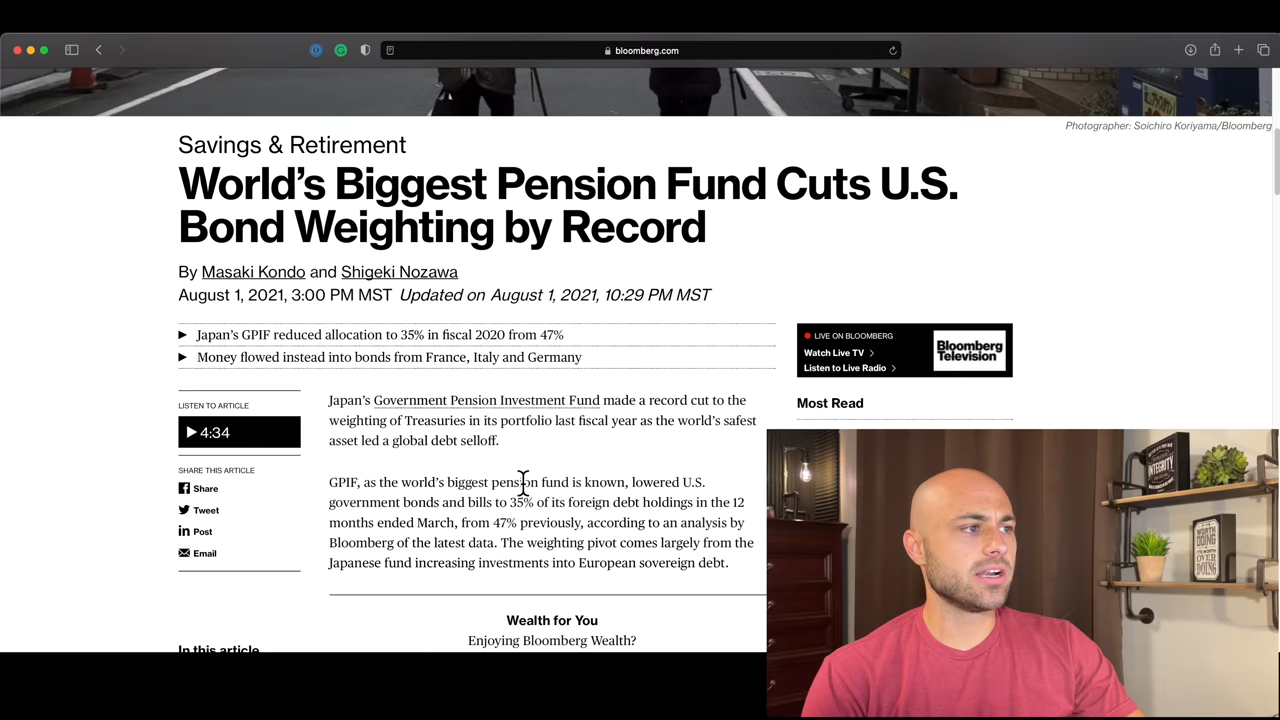 bloomberg.com
Photographer: Soichiro Koriyama/Bloomberg
Savings & Retirement
World's Biggest Pension Fund Cuts U.S.
Bond Weighting by Record
By Masaki Kondo and Shigeki Nozawa
August 1, 2021, 3:00 PM MST Updated on August 1, 2021, 10:29 PM MST
Japan's GPIF reduced allocation to 35% in fiscal 2020 from 47%
Money flowed instead into bonds from France, Italy and Germany
LIVE ON BLOOMBERG
Watch Live TV >
Listen to Live Radio >
Bloomberg
Television
Most Read
LISTEN TO ARTICLE
4:34
SHARE THIS ARTICLE
Share
Tweet
Post
Email
Japan's Government Pension Investment Fund made a record cut to the
weighting of Treasuries in its portfolio last fiscal year as the world's safest
asset led a global debt selloff.
GPIF, as the world's biggest pension fund is known, lowered U.S.
government bonds and bills to 35% of its foreign debt holdings in the 12
months ended March, from 47% previously, according to an analysis by
Bloomberg of the latest data. The weighting pivot comes largely from the
Japanese fund increasing investments into European sovereign debt.
Wealth for You
Enjoying Bloomberg Wealth?
In this article
INTEGRITY
WORTH
DOING
WORTH
OVER
DOING